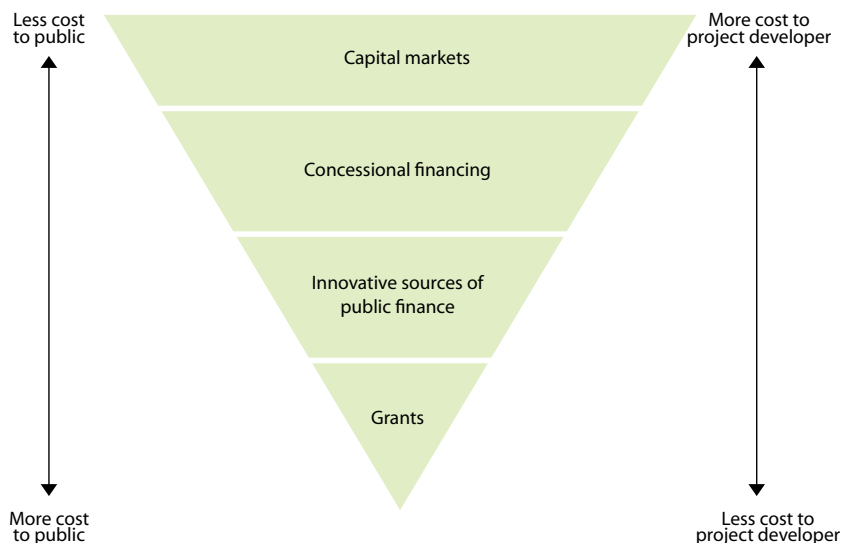 Less cost
to public
More cost to
project developer
Capital markets
Concessional financing
Innovative sources of
public finance
Grants
More cost
to public
Less cost to
project developer